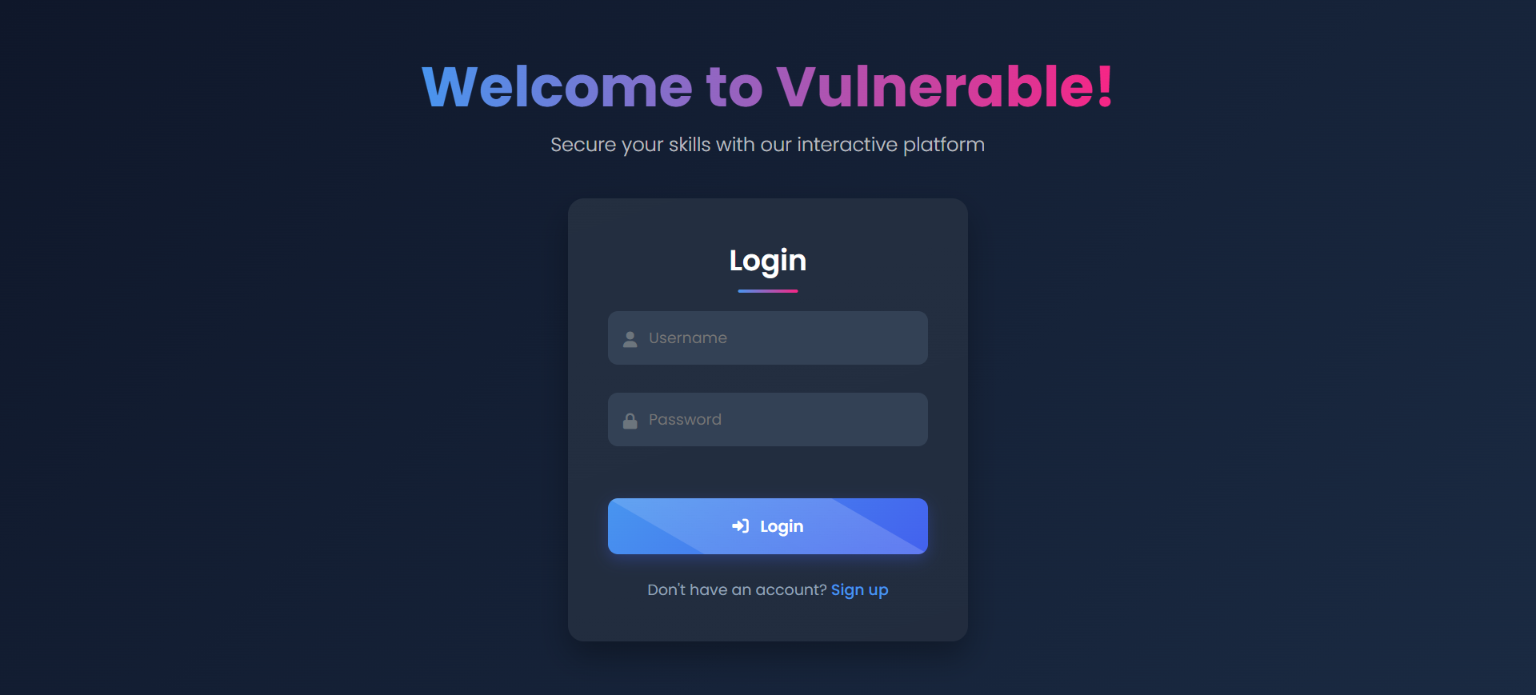 Welcome to Vulnerable!
Secure your skills with our interactive platform
Login
Username
Password
Login
Don't have an account? Sign up